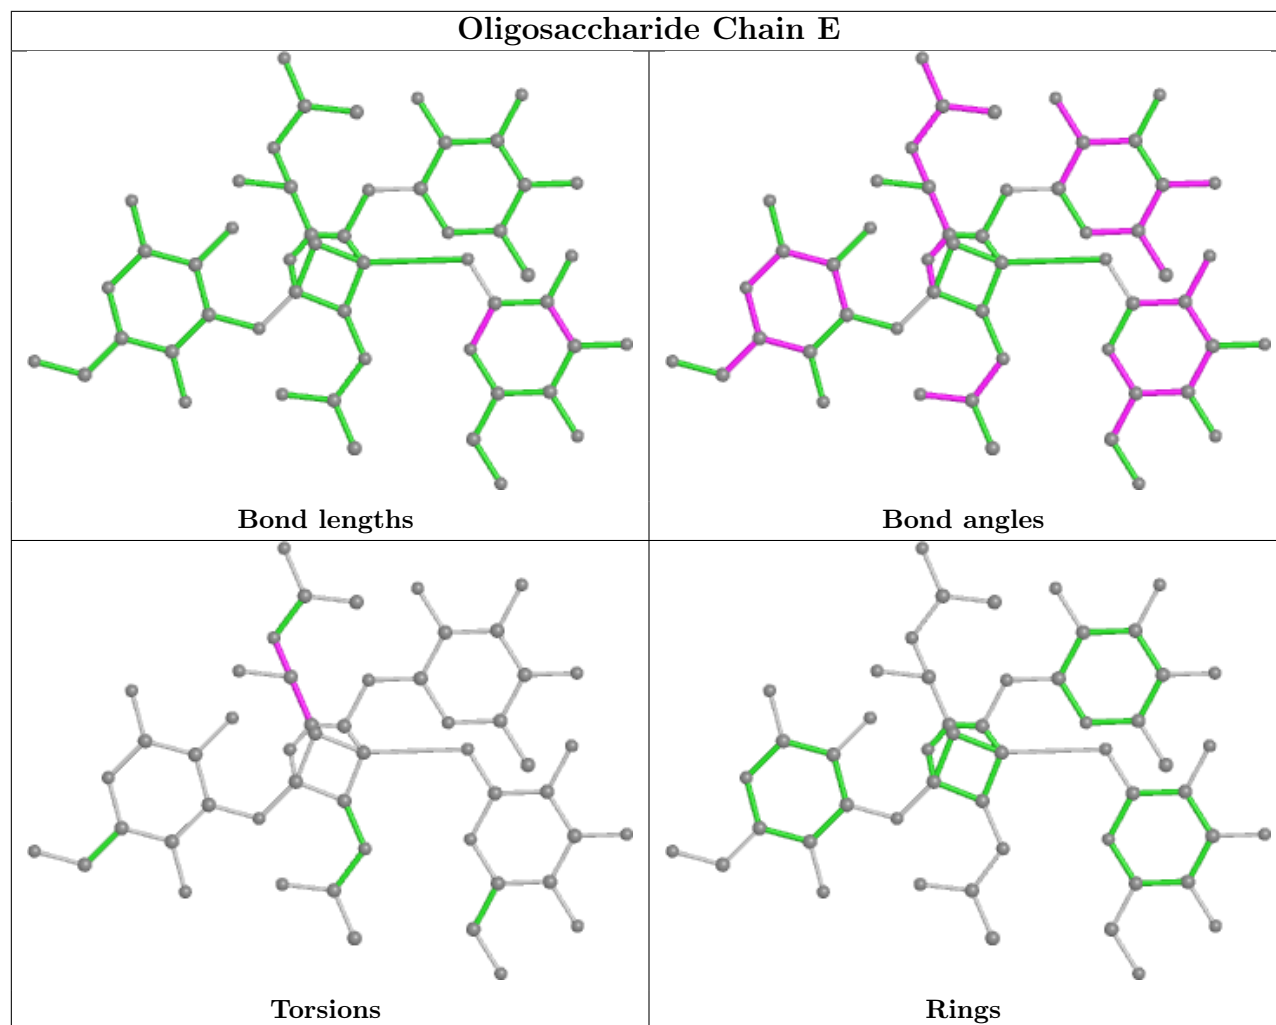 Oligosaccharide Chain E
Bond lengths
Bond angles
Torsions
Rings